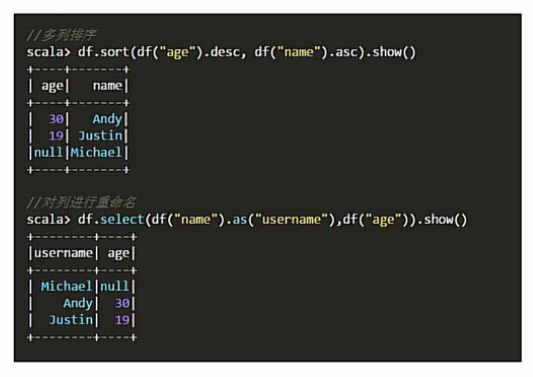 //多列排序
scala> df.sort(df("age").desc, df("name").asc).show()
+----+-------+
| age|   name|
+----+-------+
|  30|   Andy|
|  19| Justin|
|null|Michael|
+----+-------+
//对列进行重命名
scala> df.select(df("name").as("username"),df("age")).show()
+--------+----+
|username| age|
+--------+----+
| Michael|null|
|    Andy|  30|
|  Justin|  19|
+--------+----+